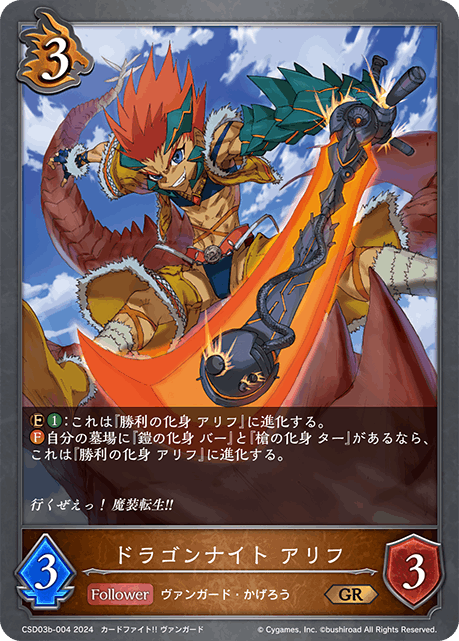 3
E 1:これは『勝利の化身 アリフ』に進化する。
F 自分の墓場に『鎧の化身 バー』と『槍の化身 ター』があるなら、
これは『勝利の化身 アリフ』に進化する。
行くぜえっ! 魔装転生!!
ドラゴンナイト アリフ
3
Follower ヴァンガード・かげろう GR
3
CSD03b-004 2024 カードファイト!! ヴァンガード
© Cygames, Inc. ©bushiroad All Rights Reserved.